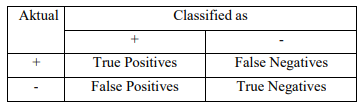 Aktual Classified as
+ -
+ True Positives False Negatives
- False Positives True Negatives